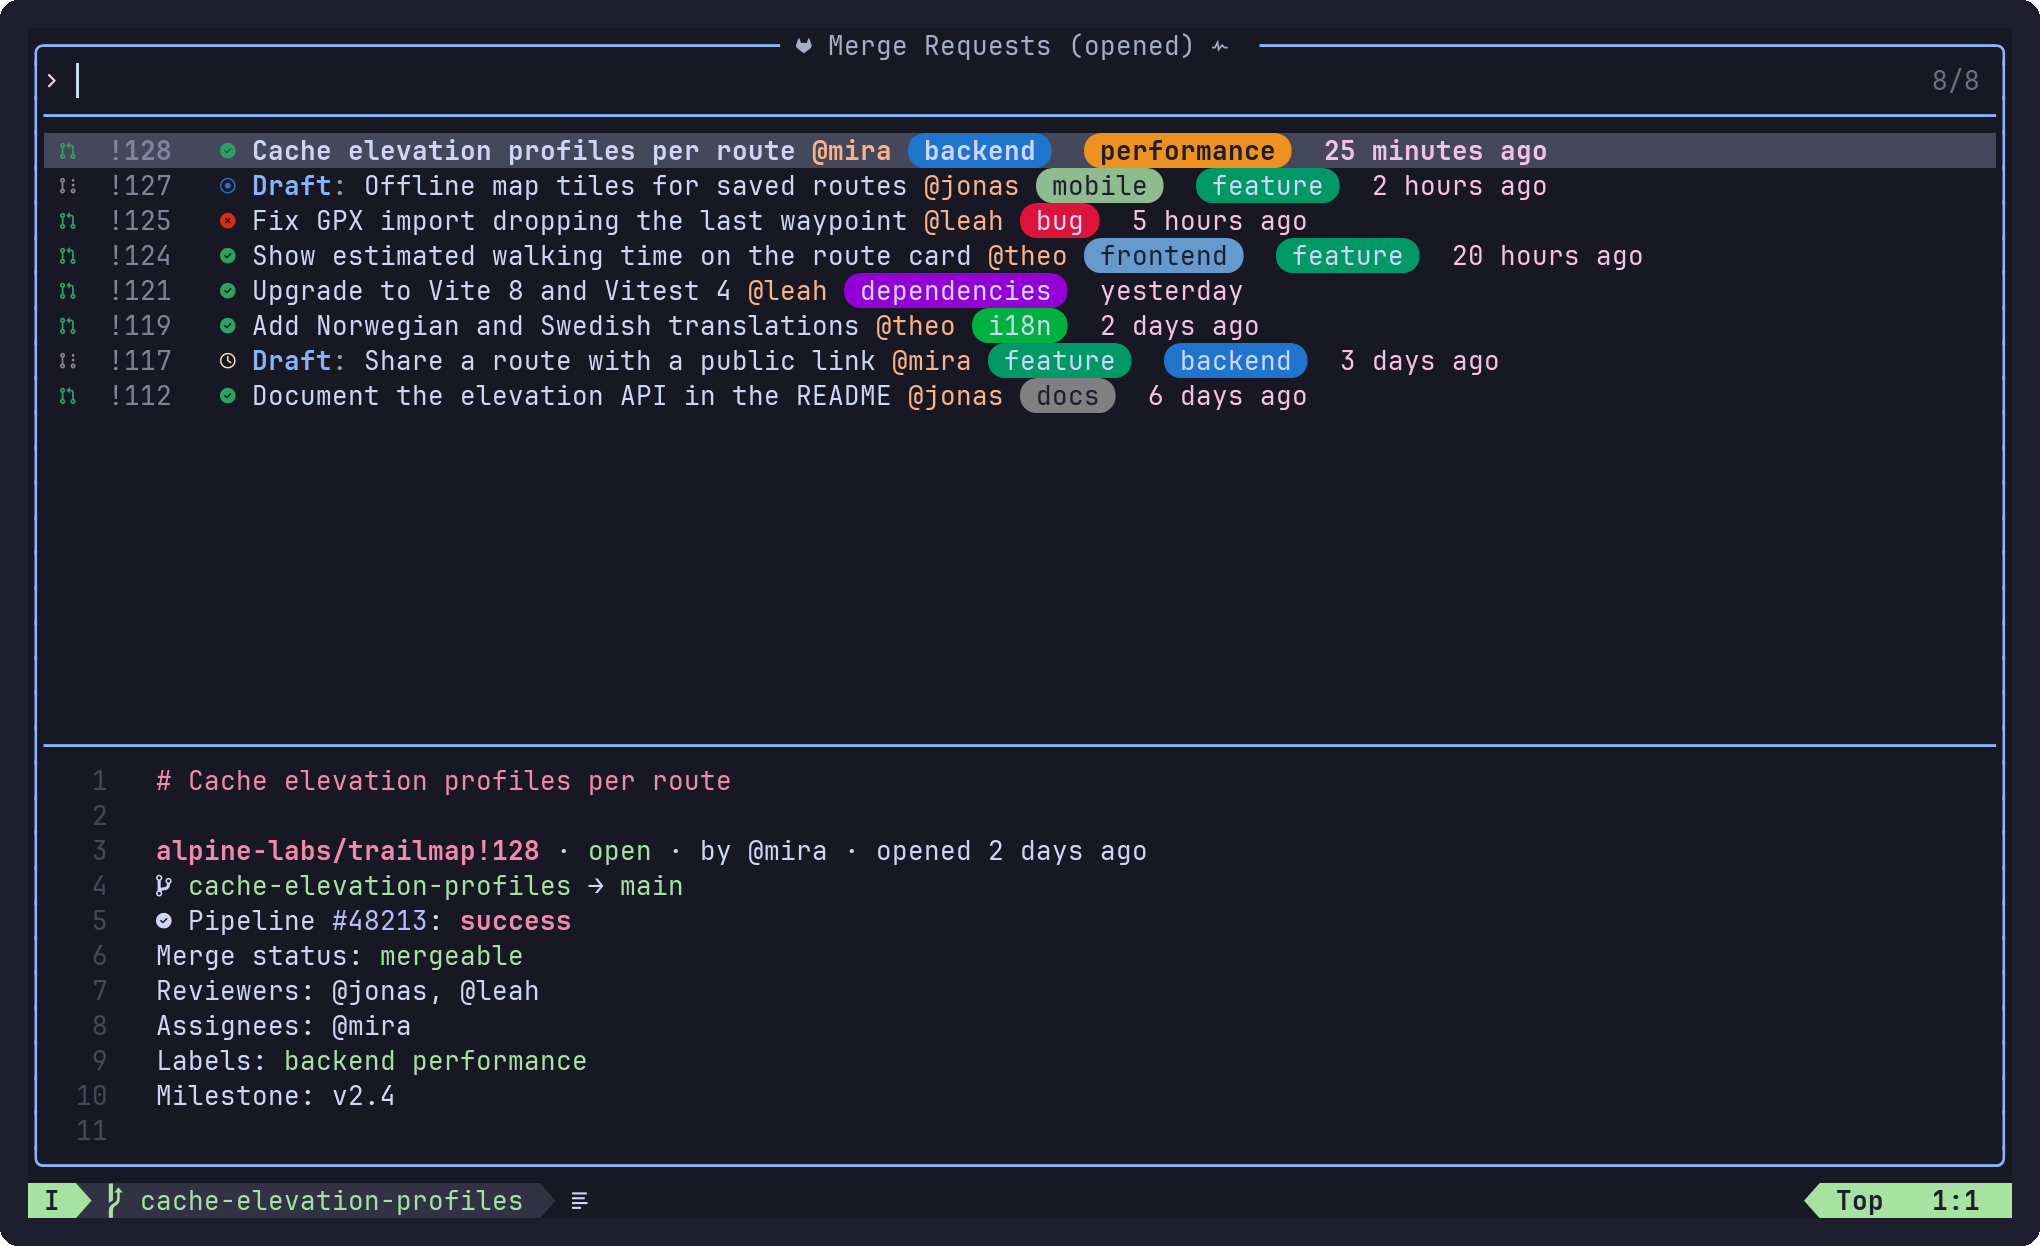 Merge Requests (opened)
> 8/8
!128 Cache elevation profiles per route @mira backend performance 25 minutes ago
!127 Draft: Offline map tiles for saved routes @jonas mobile feature 2 hours ago
!125 Fix GPX import dropping the last waypoint @leah bug 5 hours ago
!124 Show estimated walking time on the route card @theo frontend feature 20 hours ago
!121 Upgrade to Vite 8 and Vitest 4 @leah dependencies yesterday
!119 Add Norwegian and Swedish translations @theo i18n 2 days ago
!117 Draft: Share a route with a public link @mira feature backend 3 days ago
!112 Document the elevation API in the README @jonas docs 6 days ago
1 # Cache elevation profiles per route
2
3 alpine-labs/trailmap!128 · open · by @mira · opened 2 days ago
4 cache-elevation-profiles → main
5 Pipeline #48213: success
6 Merge status: mergeable
7 Reviewers: @jonas, @leah
8 Assignees: @mira
9 Labels: backend performance
10 Milestone: v2.4
11
I cache-elevation-profiles Top 1:1